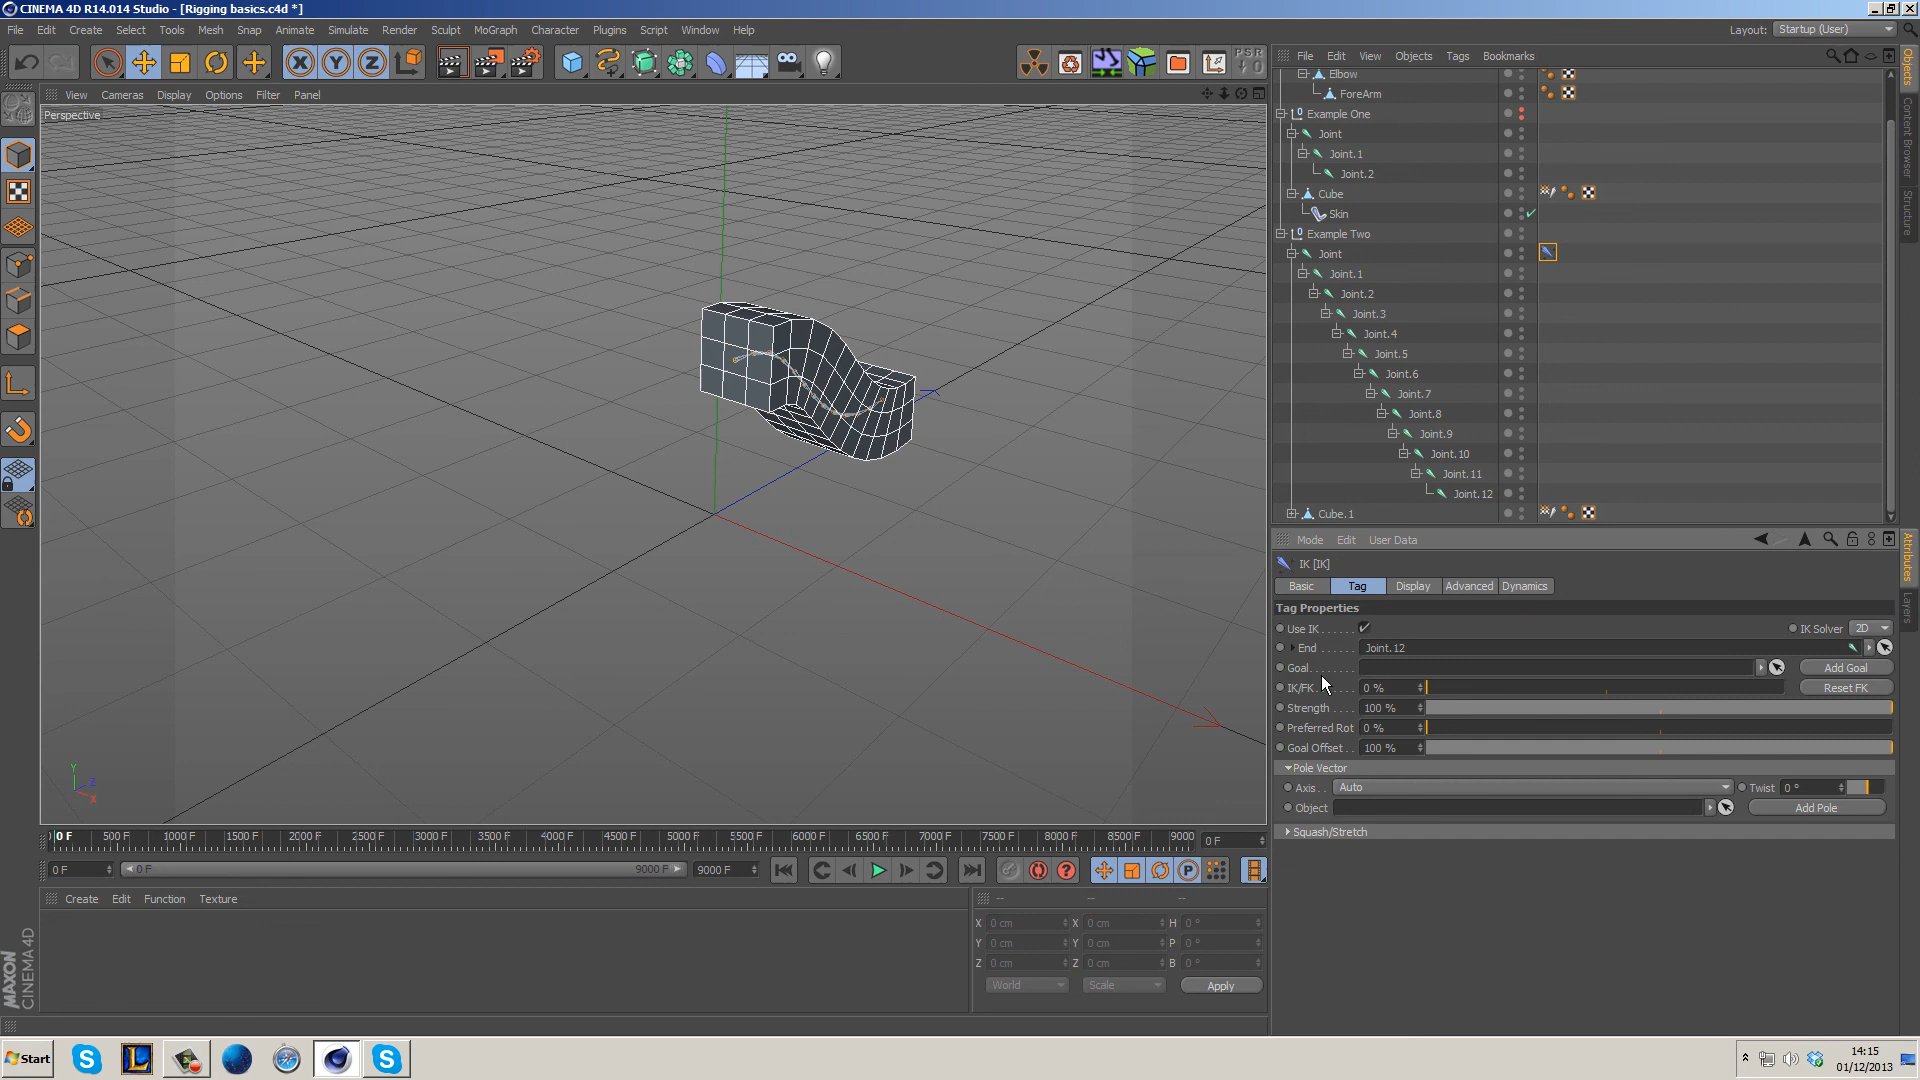 CINEMA 4D R14.014 Studio - [Rigging basics.c4d *]
File Edit Create Select Tools Mesh Snap Animate Simulate Render Sculpt MoGraph Character Plugins Script Window Help
Layout: Startup (User)
PSR
File Edit View Objects Tags Bookmarks
View Cameras Display Options Filter Panel
Perspective
Elbow
ForeArm
Example One
Joint
Joint.1
Joint.2
Cube
Skin
Example Two
Joint
Joint.1
Joint.2
Joint.3
Joint.4
Joint.5
Joint.6
Joint.7
Joint.8
Joint.9
Joint.10
Joint.11
Joint.12
Cube.1
Objects
Content Browser
Structure
Attributes
Layers
Mode Edit User Data
IK [IK]
Basic Tag Display Advanced Dynamics
Tag Properties
Use IK IK Solver 2D
End Joint.12
Goal Add Goal
IK/FK 0 % Reset FK
Strength 100 %
Preferred Rot 0 %
Goal Offset 100 %
Pole Vector
Axis Auto Twist 0 °
Object Add Pole
Squash/Stretch
Y
Z
X
0 F 500 F 1000 F 1500 F 2000 F 2500 F 3000 F 3500 F 4000 F 4500 F 5000 F 5500 F 6000 F 6500 F 7000 F 7500 F 8000 F 8500 F 9000 0 F
0 F 0 F 9000 F 9000 F
Create Edit Function Texture
-- -- --
X 0 cm X 0 cm H 0 °
Y 0 cm Y 0 cm P 0 °
Z 0 cm Z 0 cm B 0 °
World Scale Apply
MAXON
CINEMA 4D
Start
14:15
01/12/2013